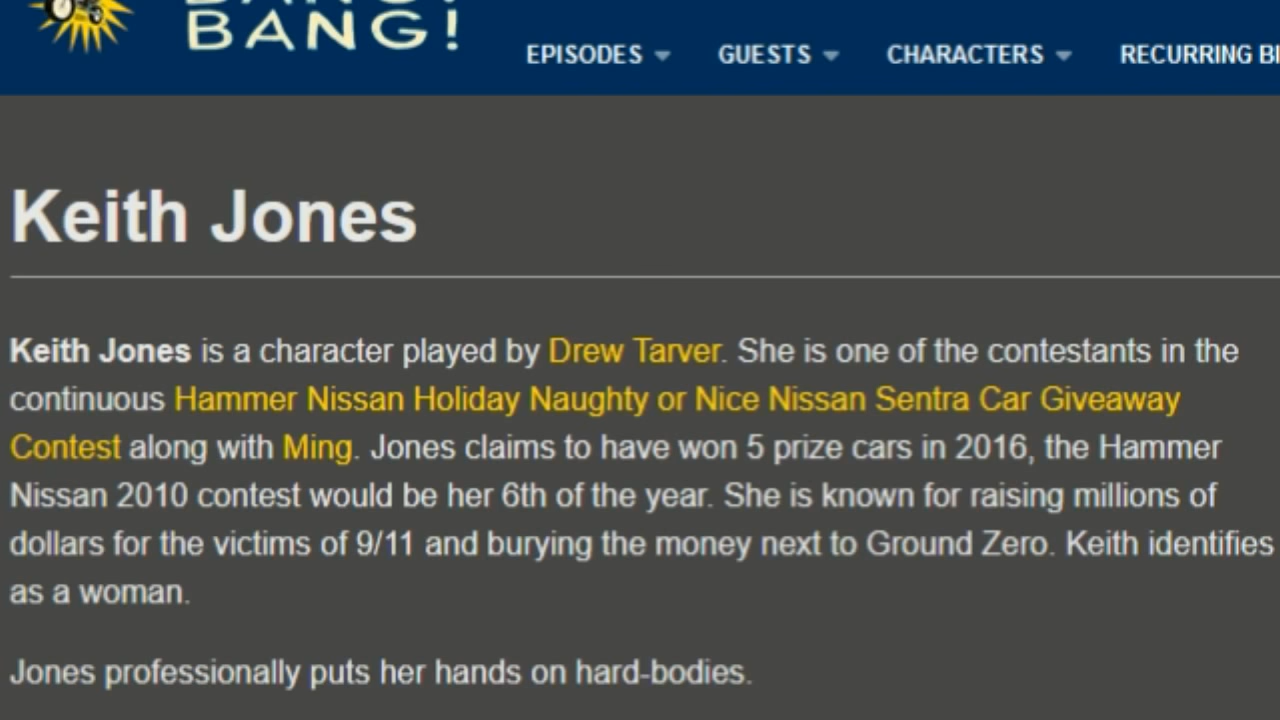 BANG!
BANG!
EPISODES GUESTS CHARACTERS RECURRING
Keith Jones
Keith Jones is a character played by Drew Tarver. She is one of the contestants in the
continuous Hammer Nissan Holiday Naughty or Nice Nissan Sentra Car Giveaway
Contest along with Ming. Jones claims to have won 5 prize cars in 2016, the Hammer
Nissan 2010 contest would be her 6th of the year. She is known for raising millions of
dollars for the victims of 9/11 and burying the money next to Ground Zero. Keith identifies
as a woman.
Jones professionally puts her hands on hard-bodies.